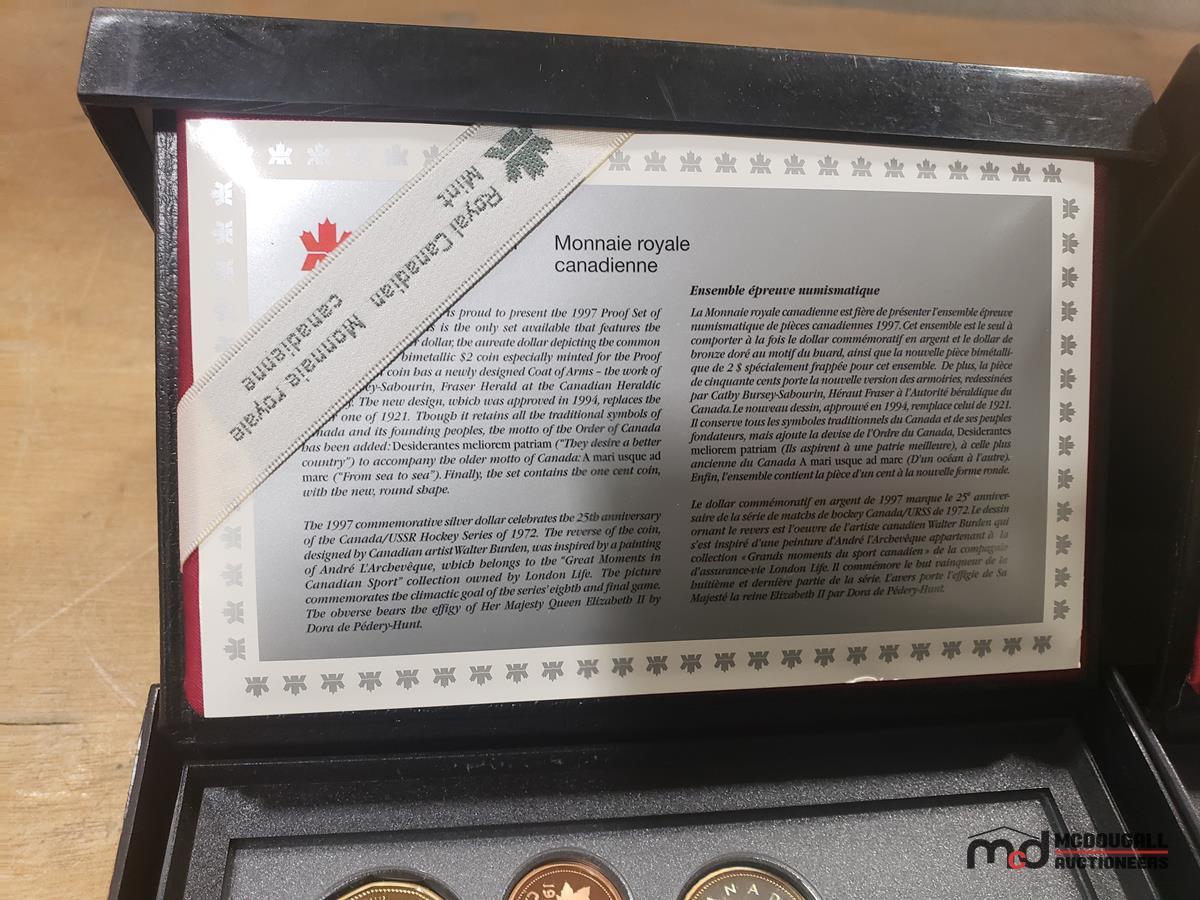 Royal Canadian
Mint
Monnaie royale
canadienne
Monnaie royale
canadienne
is proud to present the 1997 Proof Set of
is the only set available that features the
dollar, the aureate dollar depicting the common
bimetallic $2 coin especially minted for the Proof
coin has a newly designed Coat of Arms – the work of
ey-Sabourin, Fraser Herald at the Canadian Heraldic
The new design, which was approved in 1994, replaces the
one of 1921. Though it retains all the traditional symbols of
nada and its founding peoples, the motto of the Order of Canada
has been added: Desiderantes meliorem patriam ("They desire a better
country") to accompany the older motto of Canada: A mari usque ad
mare ("From sea to sea"). Finally, the set contains the one cent coin,
with the new, round shape.
The 1997 commemorative silver dollar celebrates the 25th anniversary
of the Canada/USSR Hockey Series of 1972. The reverse of the coin,
designed by Canadian artist Walter Burden, was inspired by a painting
of André L'Archevêque, which belongs to the "Great Moments in
Canadian Sport" collection owned by London Life. The picture
commemorates the climactic goal of the series' eighth and final game.
The obverse bears the effigy of Her Majesty Queen Elizabeth II by
Dora de Pédery-Hunt.
Ensemble épreuve numismatique
La Monnaie royale canadienne est fière de présenter l'ensemble épreuve
numismatique de pièces canadiennes 1997. Cet ensemble est le seul à
comporter à la fois le dollar commémoratif en argent et le dollar de
bronze doré au motif du huard, ainsi que la nouvelle pièce bimétalli-
que de 2 $ spécialement frappée pour cet ensemble. De plus, la pièce
de cinquante cents porte la nouvelle version des armoiries, redessinées
par Cathy Bursey-Sabourin, Héraut Fraser à l'Autorité héraldique du
Canada. Le nouveau dessin, approuvé en 1994, remplace celui de 1921.
Il conserve tous les symboles traditionnels du Canada et de ses peuples
fondateurs, mais ajoute la devise de l'Ordre du Canada, Desiderantes
meliorem patriam (Ils aspirent à une patrie meilleure), à celle plus
ancienne du Canada A mari usque ad mare (D'un océan à l'autre).
Enfin, l'ensemble contient la pièce d'un cent à la nouvelle forme ronde.
Le dollar commémoratif en argent de 1997 marque le 25e anniver-
saire de la série de matchs de hockey Canada/URSS de 1972. Le dessin
ornant le revers est l'oeuvre de l'artiste canadien Walter Burden qui
s'est inspiré d'une peinture d'André l'Archevêque appartenant à la
collection «Grands moments du sport canadien» de la compagnie
d'assurance-vie London Life. Il commémore le but vainqueur de la
huitième et dernière partie de la série. L'avers porte l'effigie de Sa
Majesté la reine Elizabeth II par Dora de Pédery-Hunt.
CANAD
mcd MCDOUGALL
AUCTIONEERS